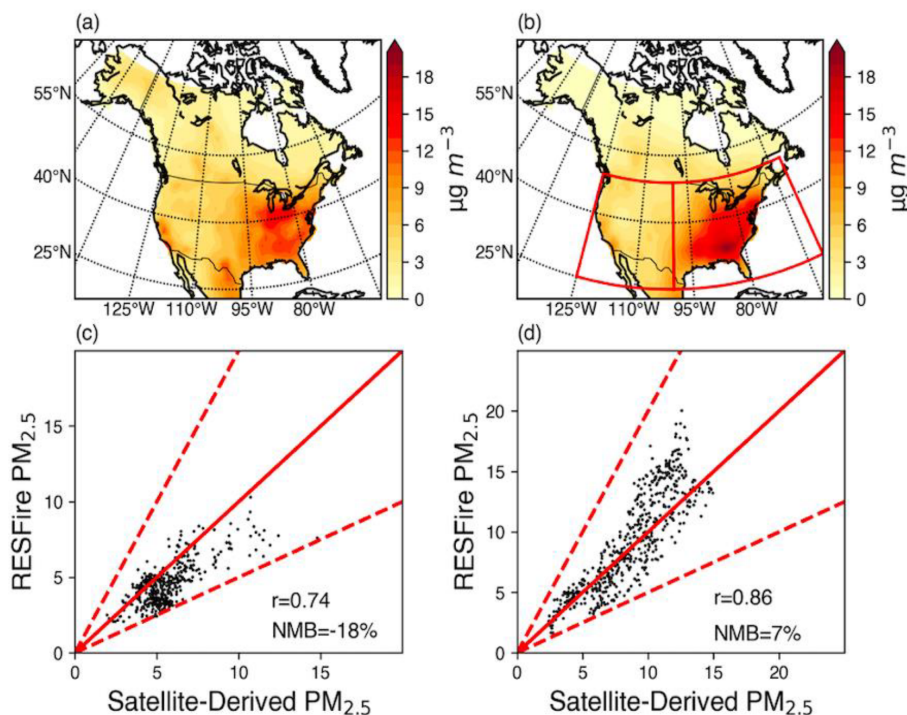 (a)
55°N
40°N
25°N
125°W 110°W 95°W 80°W
18
15
12
9
6
3
0
µg m⁻³
(b)
55°N
40°N
25°N
125°W 110°W 95°W 80°W
18
15
12
9
6
3
0
µg m⁻³
(c)
RESFire PM₂.₅
15
10
5
0
r=0.74
NMB=-18%
0 5 10 15
Satellite-Derived PM₂.₅
(d)
RESFire PM₂.₅
20
15
10
5
0
r=0.86
NMB=7%
0 5 10 15 20
Satellite-Derived PM₂.₅